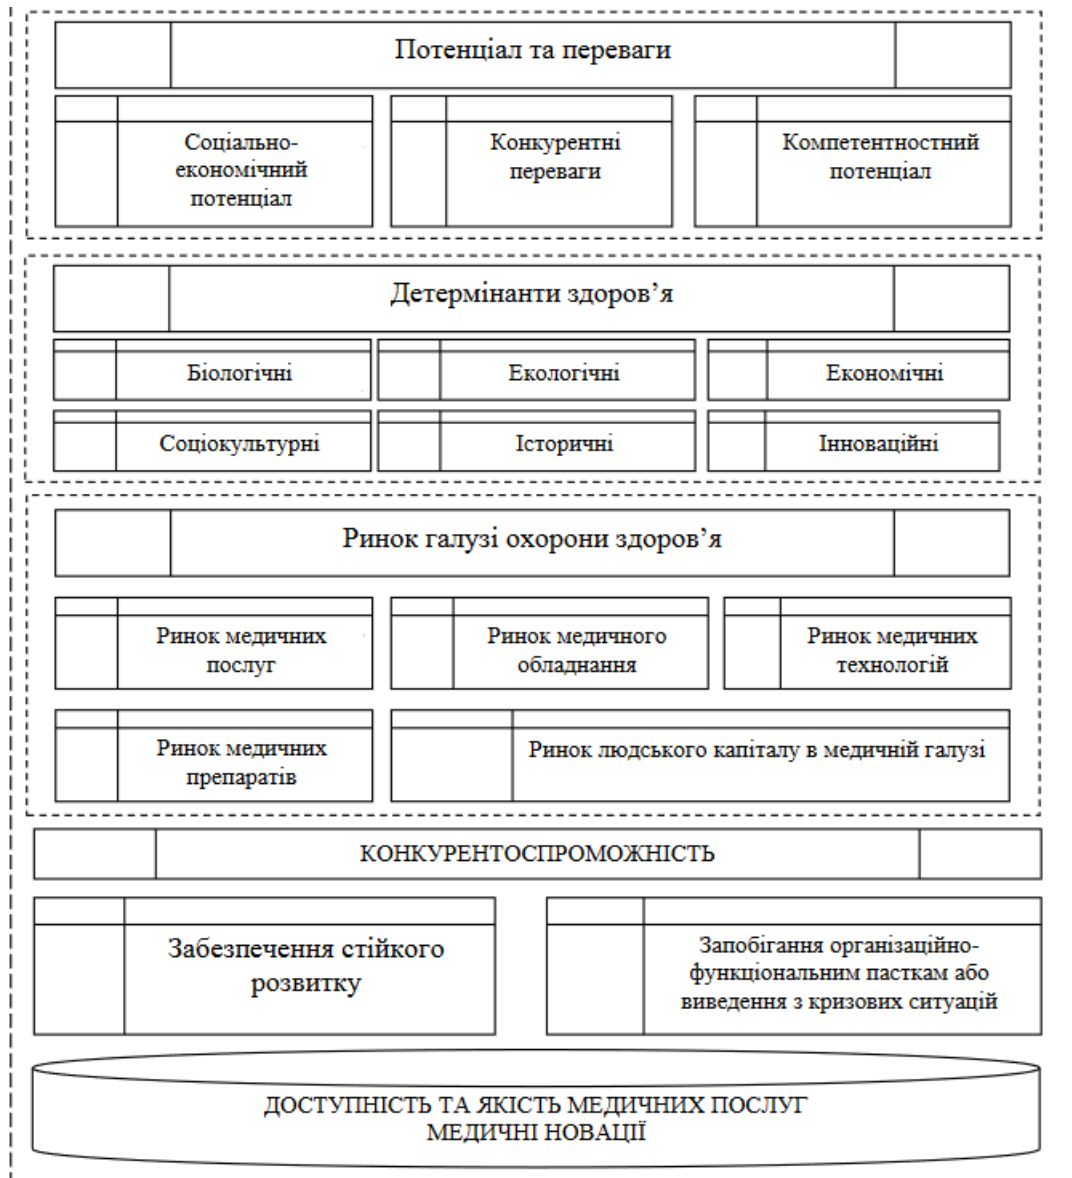 Потенціал та переваги
Соціально-
економічний
потенціал
Конкурентні
переваги
Компетентностний
потенціал
Детермінанти здоров’я
Біологічні
Екологічні
Економічні
Соціокультурні
Історичні
Інноваційні
Ринок галузі охорони здоров’я
Ринок медичних
послуг
Ринок медичного
обладнання
Ринок медичних
технологій
Ринок медичних
препаратів
Ринок людського капіталу в медичній галузі
КОНКУРЕНТОСПРОМОЖНІСТЬ
Забезпечення стійкого
розвитку
Запобігання організаційно-
функціональним пасткам або
виведення з кризових ситуацій
ДОСТУПНІСТЬ ТА ЯКІСТЬ МЕДИЧНИХ ПОСЛУГ
МЕДИЧНІ НОВАЦІЇ